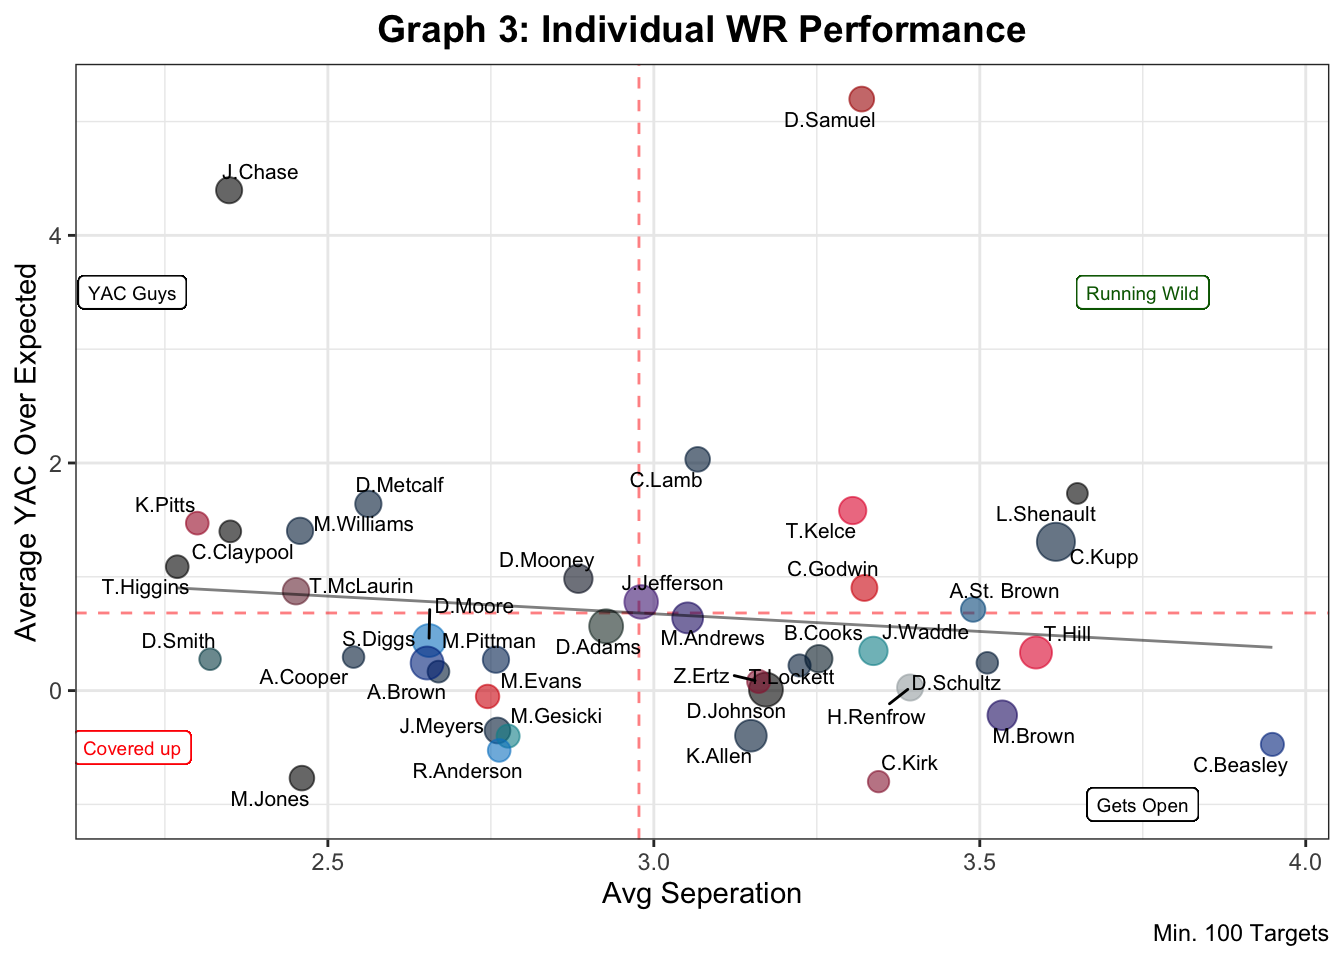 Graph 3: Individual WR Performance
D.Samuel
J.Chase
4
YAC Guys
Running Wild
Average YAC Over Expected
2
C.Lamb
D.Metcalf
K.Pitts
M.Williams
C.Claypool
L.Shenault
T.Kelce
C.Kupp
D.Mooney
C.Godwin
T.Higgins
T.McLaurin
J.Jefferson
A.St. Brown
D.Moore
D.Smith
S.Diggs
M.Pittman
D.Adams
M.Andrews
B.Cooks
J.Waddle
T.Hill
A.Cooper
A.Brown
M.Evans
Z.Ertz
T.Lockett
D.Schultz
0
J.Meyers
M.Gesicki
D.Johnson
H.Renfrow
M.Brown
Covered up
R.Anderson
K.Allen
C.Kirk
C.Beasley
M.Jones
Gets Open
2.5
3.0
3.5
4.0
Avg Seperation
Min. 100 Targets